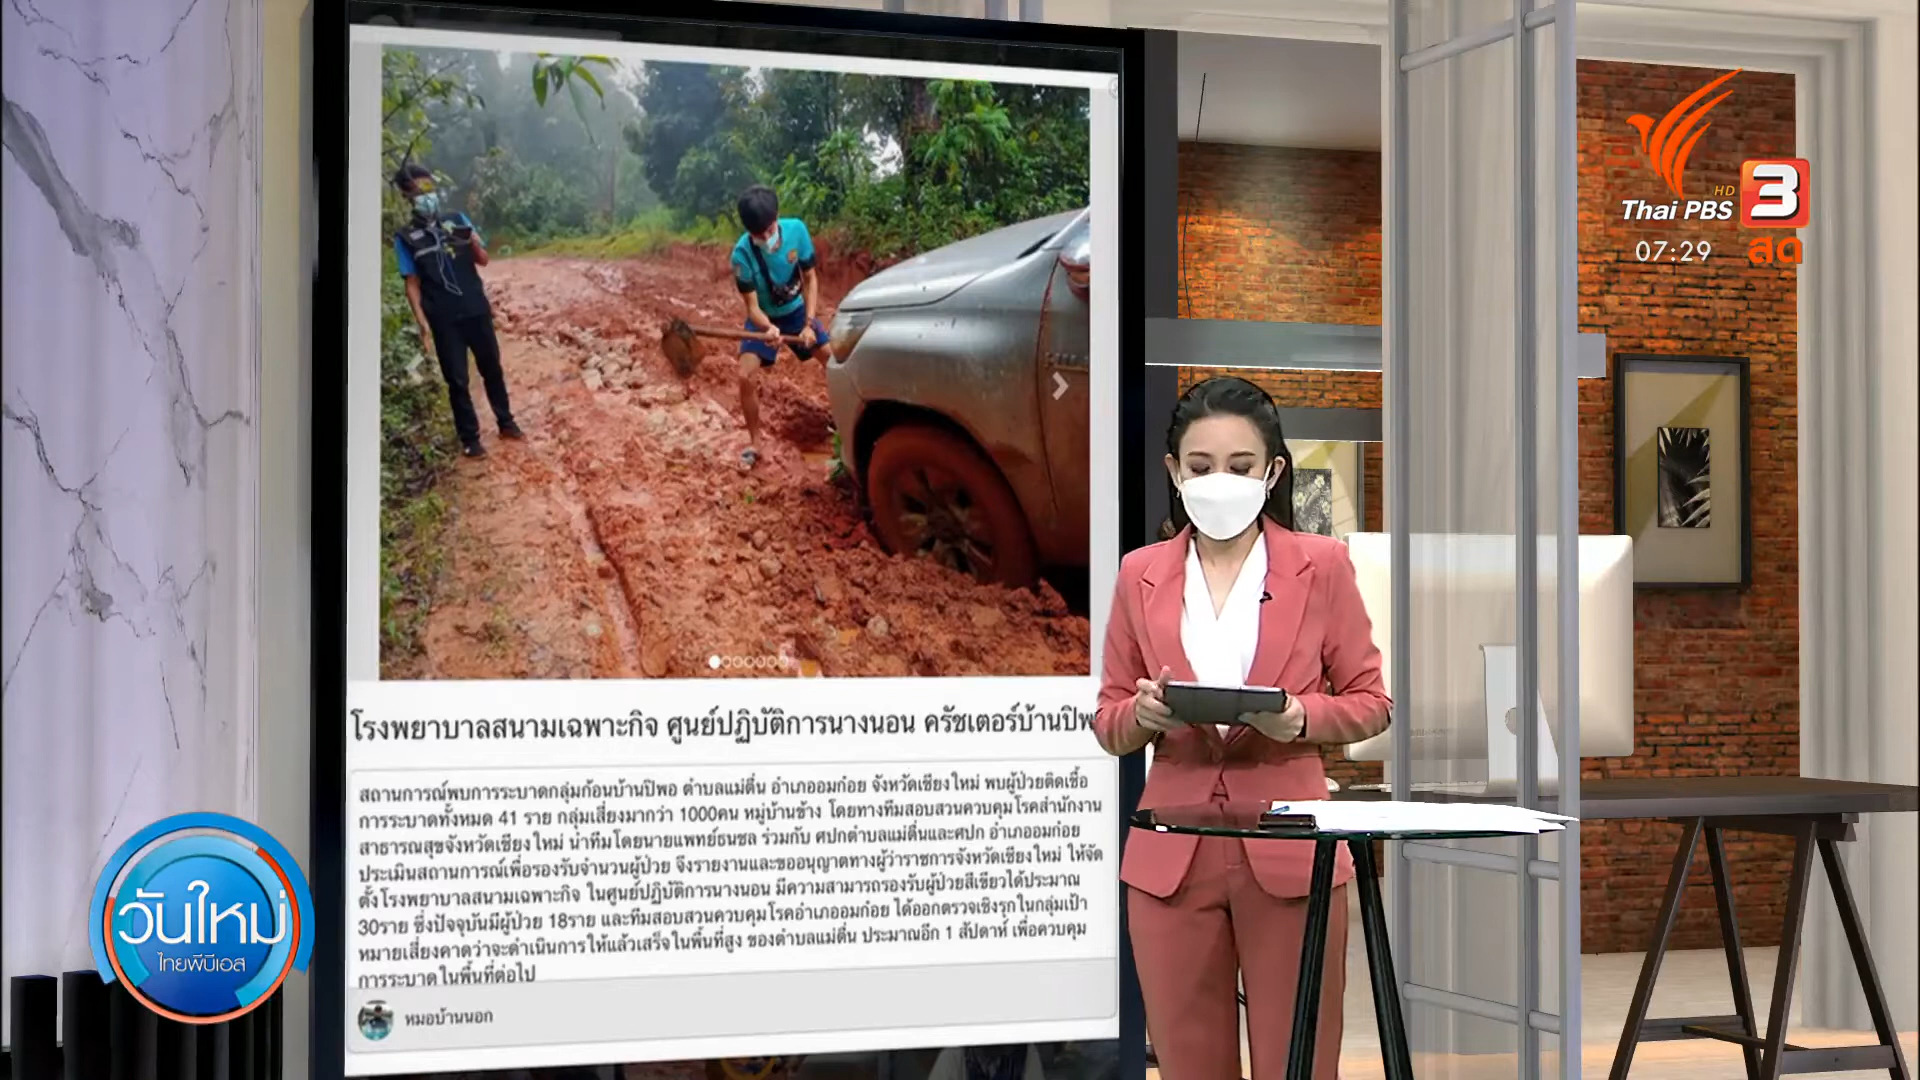 HD
Thai PBS 3
07:29 สด
โรงพยาบาลสนามเฉพาะกิจ ศูนย์ปฏิบัติการนางนอน ครัชเตอร์บ้านปิพ
สถานการณ์พบการระบาดกลุ่มก้อนบ้านปิพอ ตำบลแม่ตื่น อำเภออมก๋อย จังหวัดเชียงใหม่ พบผู้ป่วยติดเชื้อ
การระบาดทั้งหมด 41 ราย กลุ่มเสี่ยงมากว่า 1000คน หมู่บ้านข้าง โดยทางทีมสอบสวนควบคุมโรคสำนักงาน
สาธารณสุขจังหวัดเชียงใหม่ นำทีมโดยนายแพทย์ธนชล ร่วมกับ ศปกตำบลแม่ตื่นและศปก อำเภออมก๋อย
ประเมินสถานการณ์เพื่อรองรับจำนวนผู้ป่วย จึงรายงานและขออนุญาตทางผู้ว่าราชการจังหวัดเชียงใหม่ ให้จัด
ตั้งโรงพยาบาลสนามเฉพาะกิจ ในศูนย์ปฏิบัติการนางนอน มีความสามารถรองรับผู้ป่วยสีเขียวได้ประมาณ
30ราย ซึ่งปัจจุบันมีผู้ป่วย 18ราย และทีมสอบสวนควบคุมโรคอำเภออมก๋อย ได้ออกตรวจเชิงรุกในกลุ่มเป้า
หมายเสี่ยงคาดว่าจะดำเนินการให้แล้วเสร็จในพื้นที่สูง ของตำบลแม่ตื่น ประมาณอีก 1 สัปดาห์ เพื่อควบคุม
การระบาดในพื้นที่ต่อไป
หมอบ้านนอก
วันใหม่
ไทยพีบีเอส